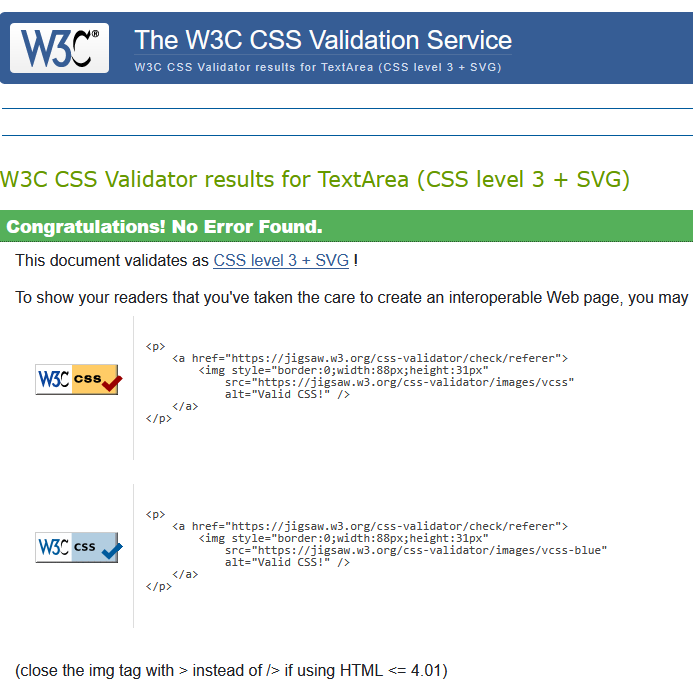 W3C®
The W3C CSS Validation Service
W3C CSS Validator results for TextArea (CSS level 3 + SVG)
W3C CSS Validator results for TextArea (CSS level 3 + SVG)
Congratulations! No Error Found.
This document validates as CSS level 3 + SVG !
To show your readers that you've taken the care to create an interoperable Web page, you may
W3C css
<p>
<a href="https://jigsaw.w3.org/css-validator/check/referer">
<img style="border:0;width:88px;height:31px"
src="https://jigsaw.w3.org/css-validator/images/vcss"
alt="Valid CSS!" />
</a>
</p>
W3C css
<p>
<a href="https://jigsaw.w3.org/css-validator/check/referer">
<img style="border:0;width:88px;height:31px"
src="https://jigsaw.w3.org/css-validator/images/vcss-blue"
alt="Valid CSS!" />
</a>
</p>
(close the img tag with > instead of /> if using HTML <= 4.01)